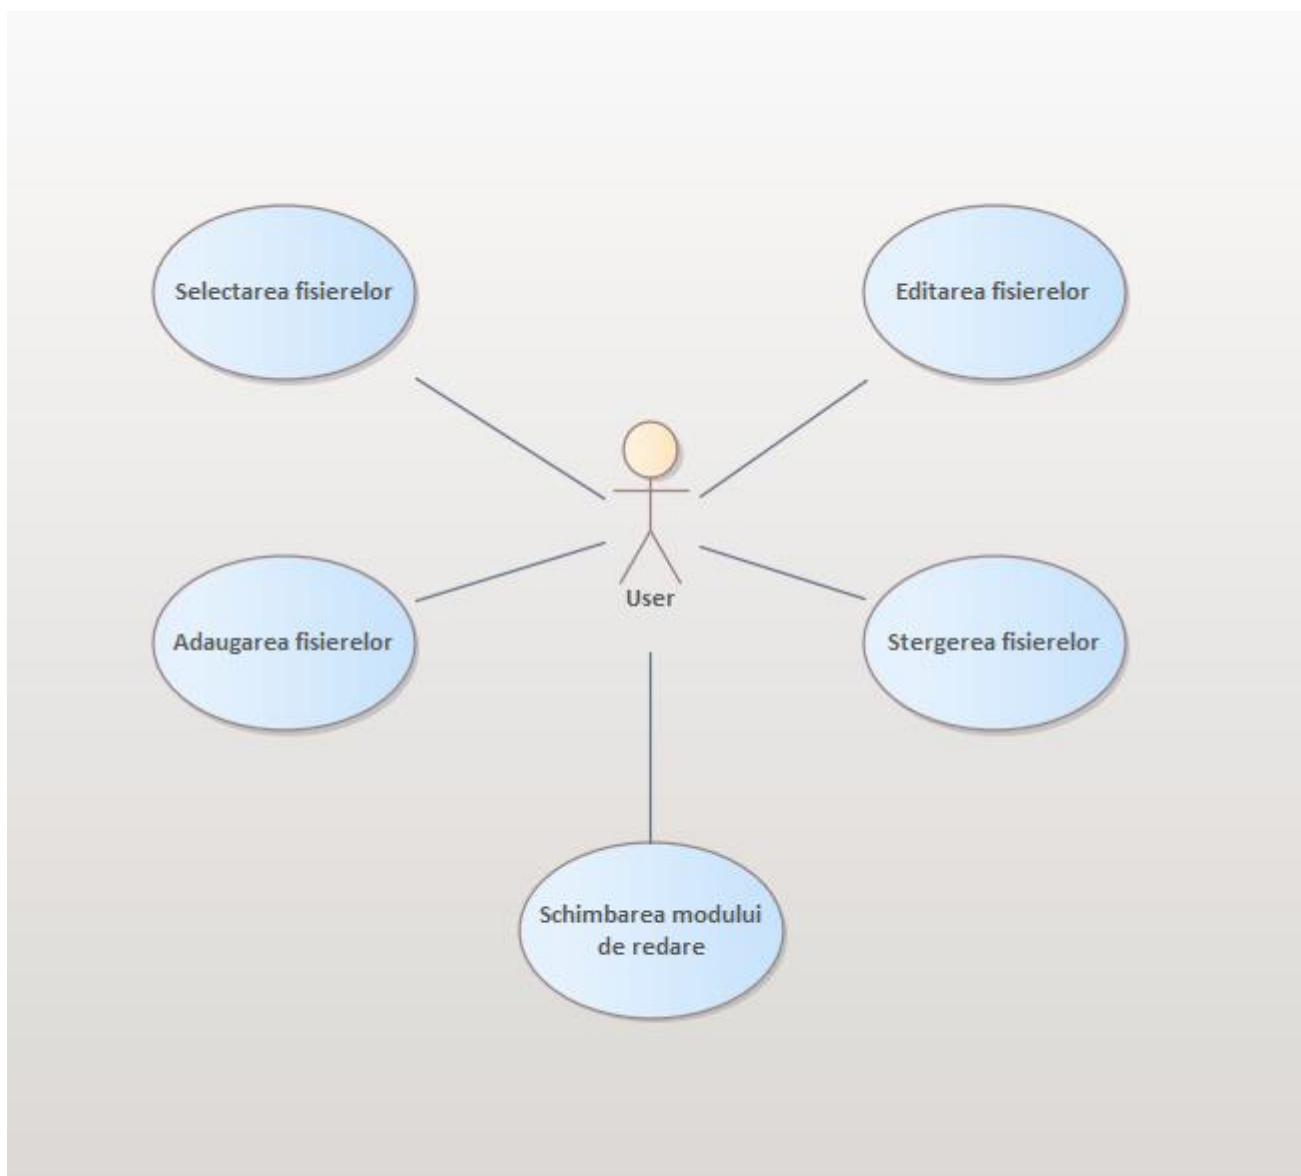 Selectarea fisierelor
Editarea fisierelor
User
Adaugarea fisierelor
Stergerea fisierelor
Schimbarea modului
de redare